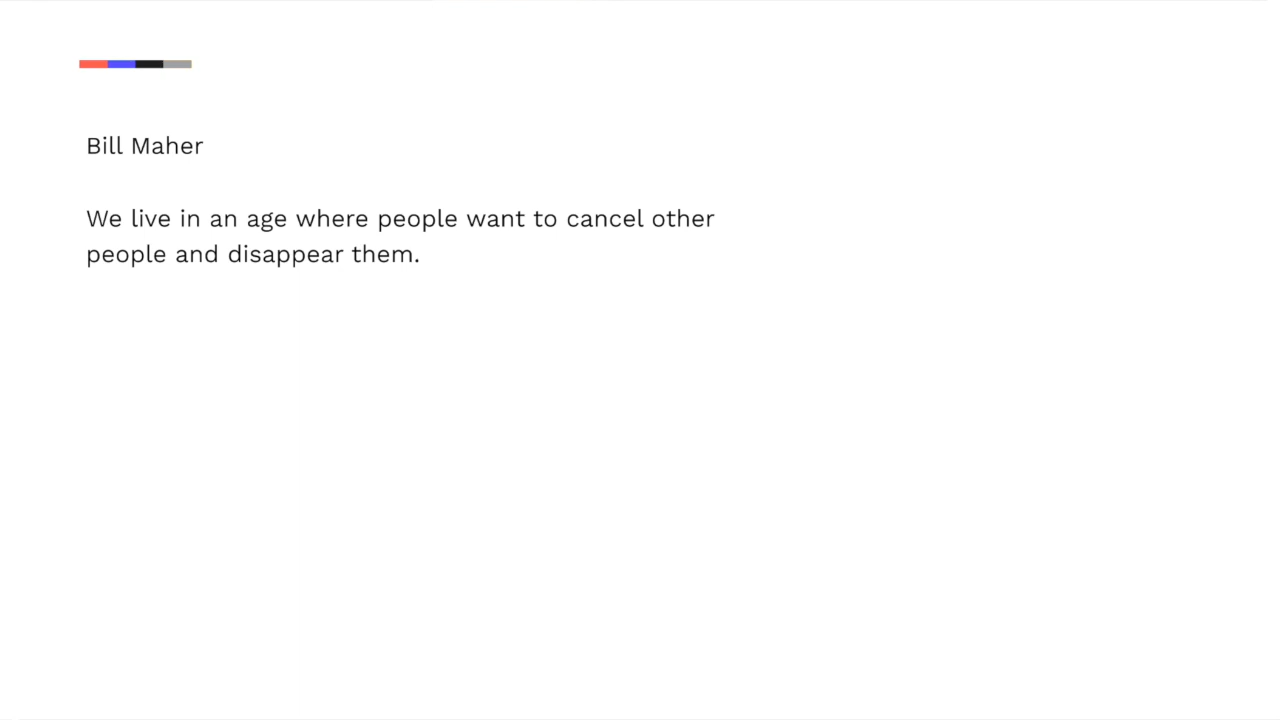 Bill Maher
We live in an age where people want to cancel other
people and disappear them.